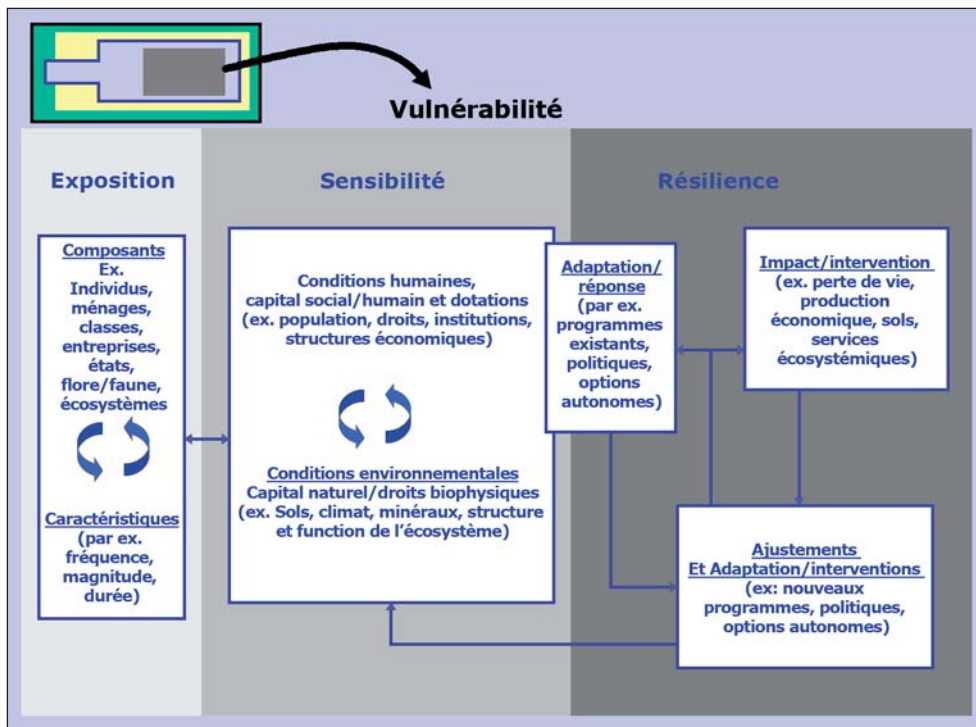 Vulnérabilité
Exposition
Sensibilité
Résilience
Composants
Ex.
Individus,
ménages,
classes,
entreprises,
états,
flore/faune,
écosystèmes
Caractéristiques
(par ex.
fréquence,
magnitude,
durée)
Conditions humaines,
capital social/humain et dotations
(ex. population, droits, institutions,
structures économiques)
Conditions environnementales
Capital naturel/droits biophysiques
(ex. Sols, climat, minéraux, structure
et function de l’écosystème)
Adaptation/
réponse
(par ex.
programmes
existants,
politiques,
options
autonomes)
Impact/intervention
(ex. perte de vie,
production
économique, sols,
services
écosystémiques)
Ajustements
Et Adaptation/interventions
(ex: nouveaux
programmes, politiques,
options autonomes)